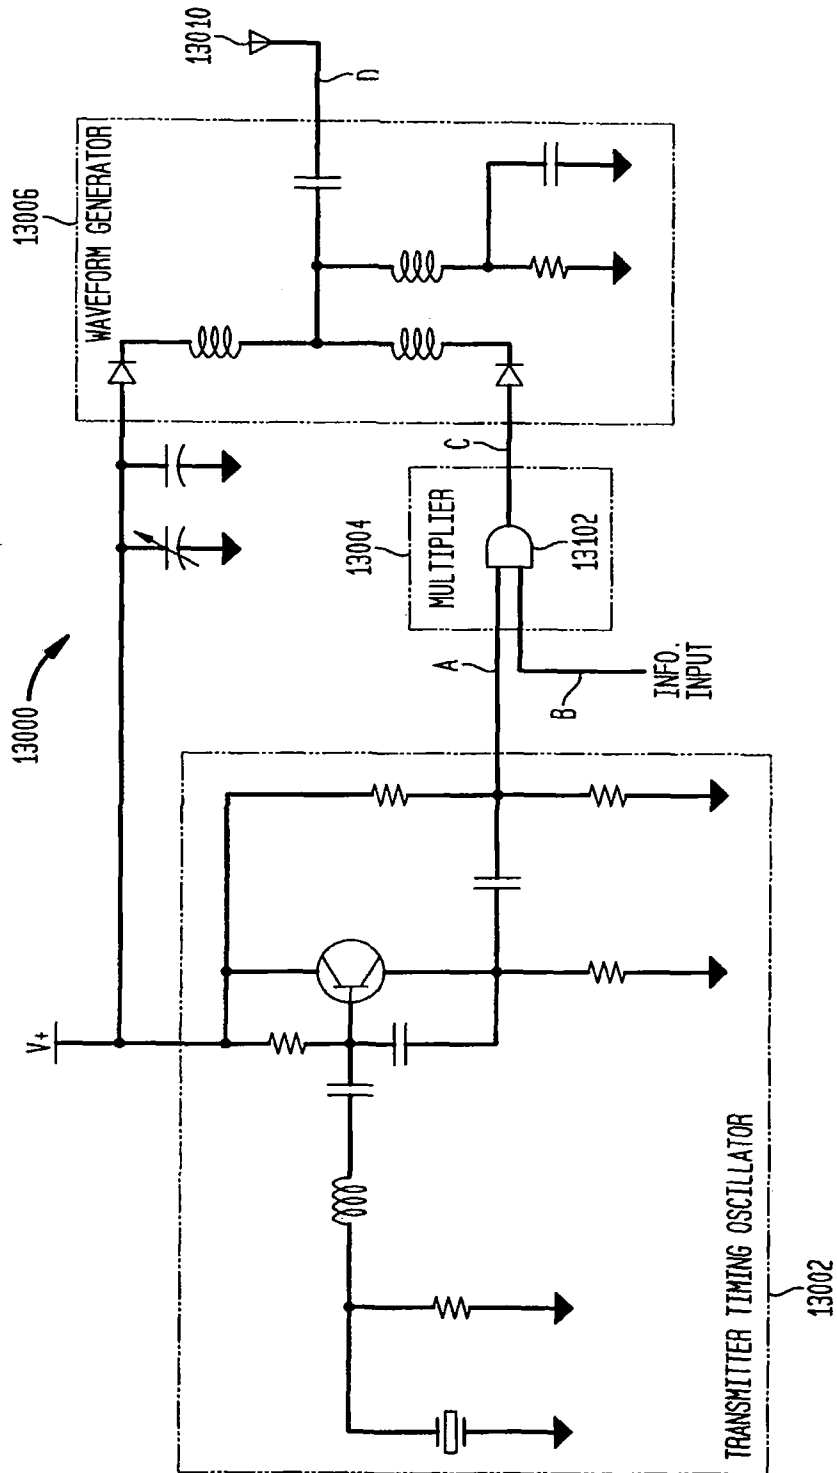 13000
V+
TRANSMITTER TIMING OSCILLATOR
13002
A
B
INFO.
INPUT
MULTIPLIER
13004
13102
C
WAVEFORM GENERATOR
13006
D
13010